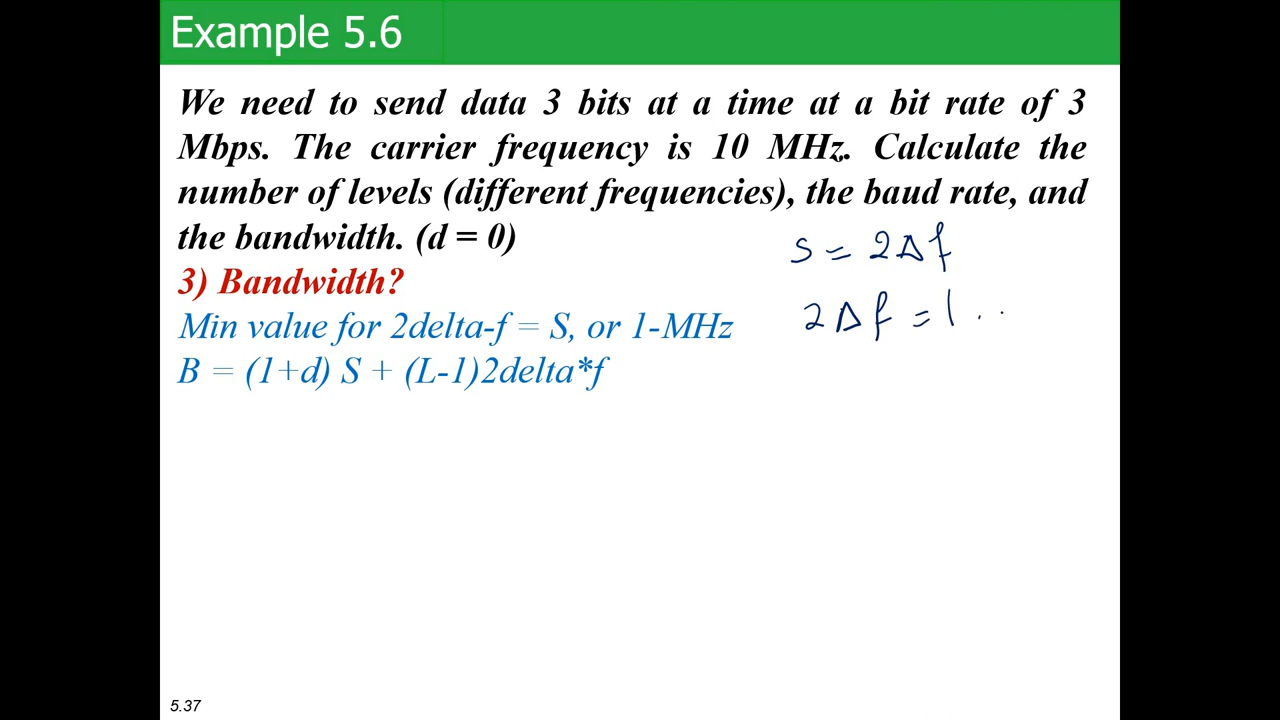 Example 5.6
We need to send data 3 bits at a time at a bit rate of 3
Mbps. The carrier frequency is 10 MHz. Calculate the
number of levels (different frequencies), the baud rate, and
the bandwidth. (d = 0)
S = 2Δf
3) Bandwidth?
Min value for 2delta-f = S, or 1-MHz
2Δf = 1 . .
B = (1+d) S + (L-1)2delta*f
5.37